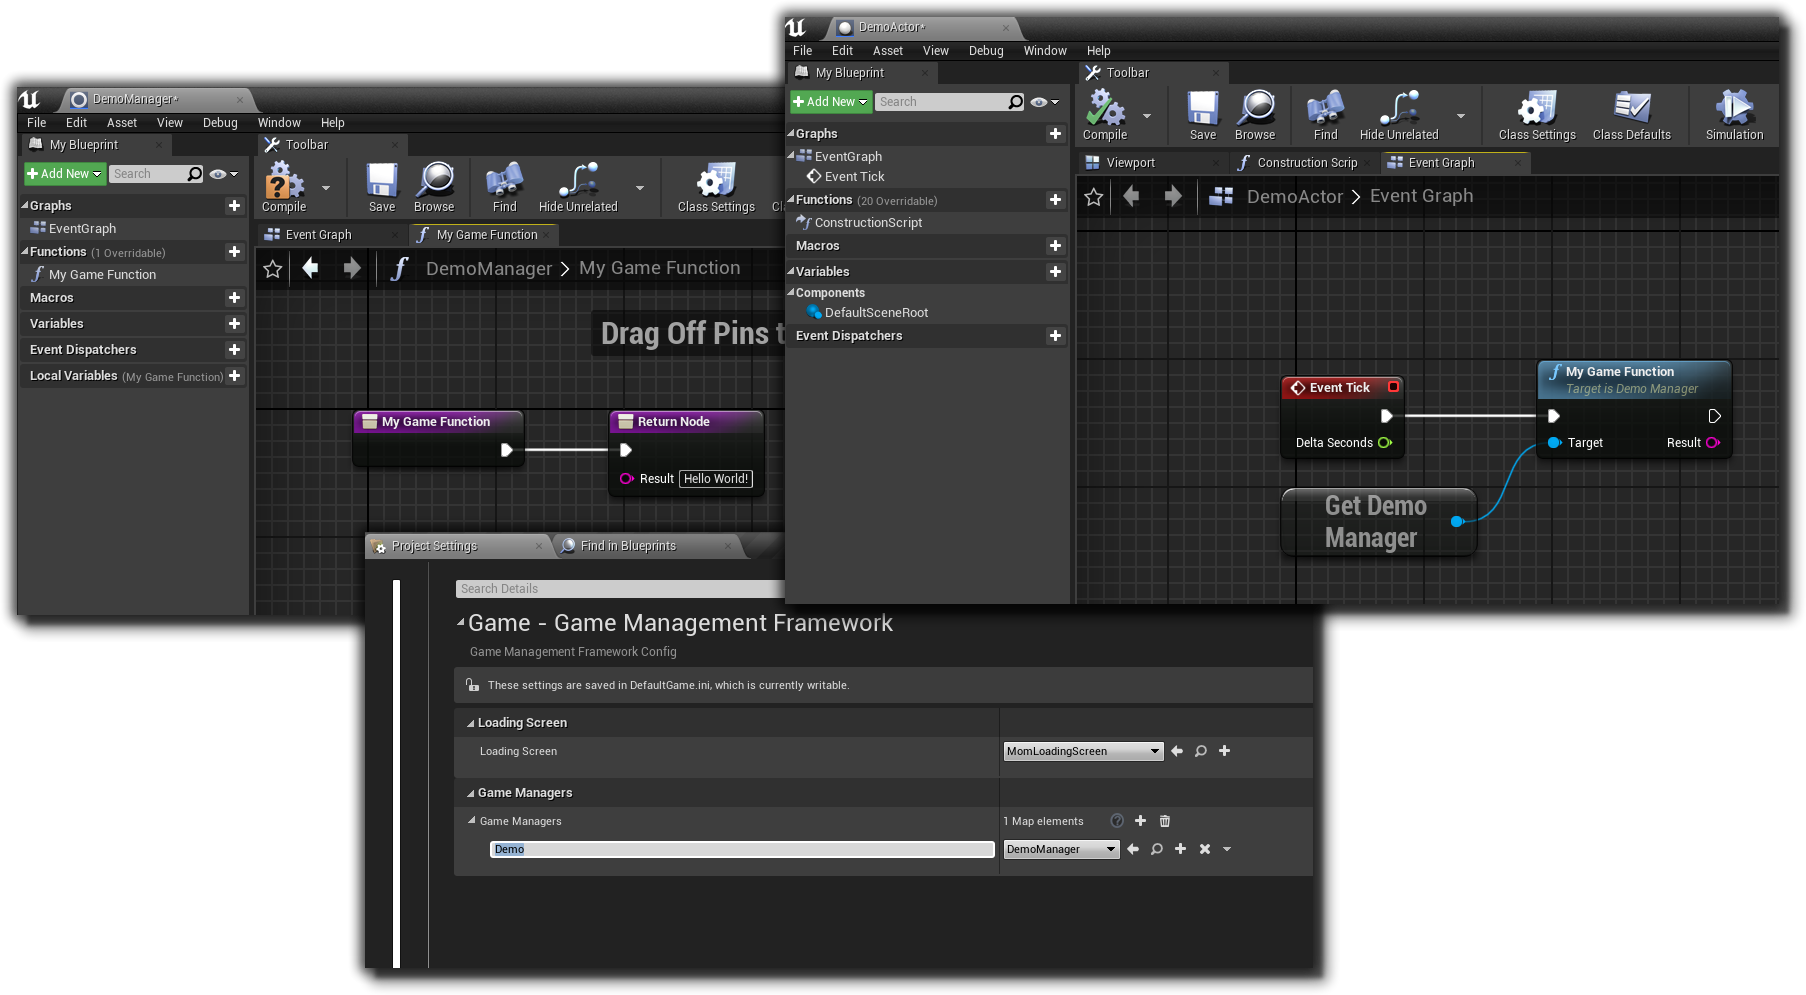 DemoManager*
File Edit Asset View Debug Window Help
My Blueprint
Toolbar
Add New
Search
Compile
Save
Browse
Find
Hide Unrelated
Class Settings
Graphs
EventGraph
Functions (1 Overridable)
My Game Function
Macros
Variables
Event Dispatchers
Local Variables (My Game Function)
Event Graph
My Game Function
DemoManager > My Game Function
Drag Off Pins t
My Game Function
Return Node
Result Hello World!
DemoActor*
File Edit Asset View Debug Window Help
My Blueprint
Toolbar
Add New
Search
Compile
Save
Browse
Find
Hide Unrelated
Class Settings
Class Defaults
Simulation
Graphs
EventGraph
Event Tick
Functions (20 Overridable)
ConstructionScript
Macros
Variables
Components
DefaultSceneRoot
Event Dispatchers
Viewport
Construction Scrip
Event Graph
DemoActor > Event Graph
Event Tick
Delta Seconds
My Game Function
Target is Demo Manager
Target
Result
Get Demo
Manager
Project Settings
Find in Blueprints
Search Details
Game - Game Management Framework
Game Management Framework Config
These settings are saved in DefaultGame.ini, which is currently writable.
Loading Screen
Loading Screen
MomLoadingScreen
Game Managers
Game Managers
1 Map elements
Demo
DemoManager